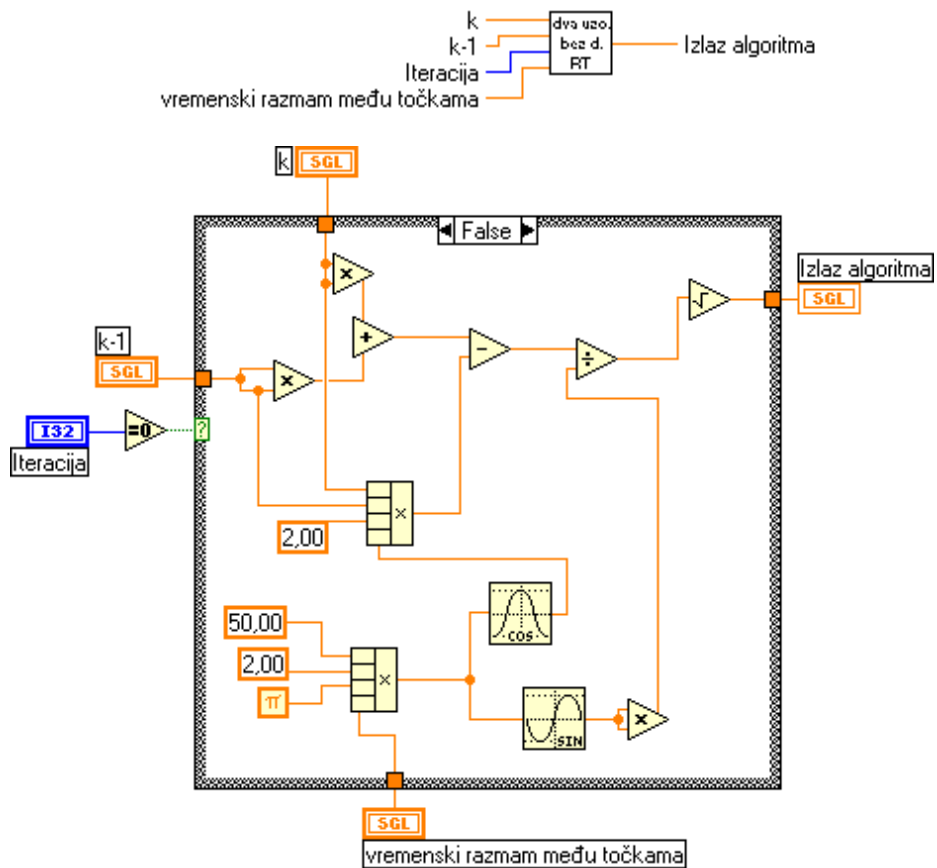 k
k-1
Iteracija
vremenski razmam među točkama
dva uzo.
bez d.
RT
Izlaz algoritma
k
SGL
False
×
+
-
÷
√
Izlaz algoritma
SGL
k-1
SGL
×
I32
=0
?
Iteracija
×
2,00
COS
50,00
2,00
π
×
SIN
×
SGL
vremenski razmam među točkama